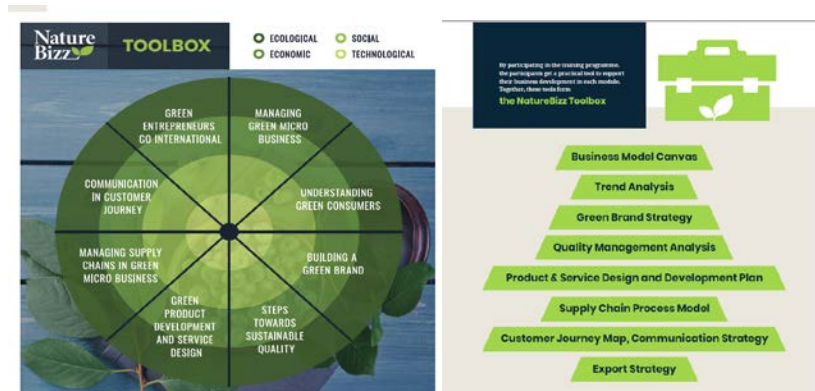 Nature
Bizz
TOOLBOX
ECOLOGICAL
SOCIAL
ECONOMIC
TECHNOLOGICAL
GREEN
ENTREPRENEURS
CO INTERNATIONAL
MANAGING
GREEN MICRO
BUSINESS
COMMUNICATION
IN CUSTOMER
JOURNEY
UNDERSTANDING
GREEN CONSUMERS
MANAGING SUPPLY
CHAINS IN GREEN
MICRO BUSINESS
BUILDING A
GREEN BRAND
GREEN
PRODUCT
DEVELOPMENT
AND SERVICE
DESIGN
STEPS
TOWARDS
SUSTAINABLE
QUALITY
By participating in the training programme,
the participants get a practical tool to support
their business development in each module.
Together, these tools form
the NatureBizz Toolbox
Business Model Canvas
Trend Analysis
Green Brand Strategy
Quality Management Analysis
Product & Service Design and Development Plan
Supply Chain Process Model
Customer Journey Map, Communication Strategy
Export Strategy